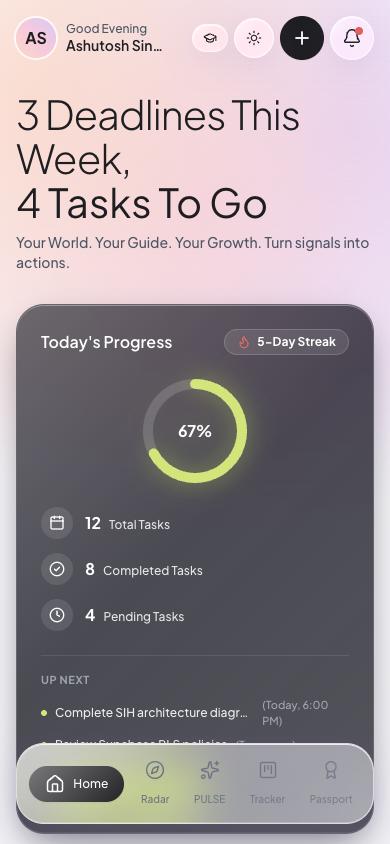 AS
Good Evening
Ashutosh Sin...
3 Deadlines This
Week,
4 Tasks To Go
Your World. Your Guide. Your Growth. Turn signals into
actions.
Today's Progress
5-Day Streak
67%
12 Total Tasks
8 Completed Tasks
4 Pending Tasks
UP NEXT
Complete SIH architecture diagr... (Today, 6:00
PM)
Home
Radar
PULSE
Tracker
Passport